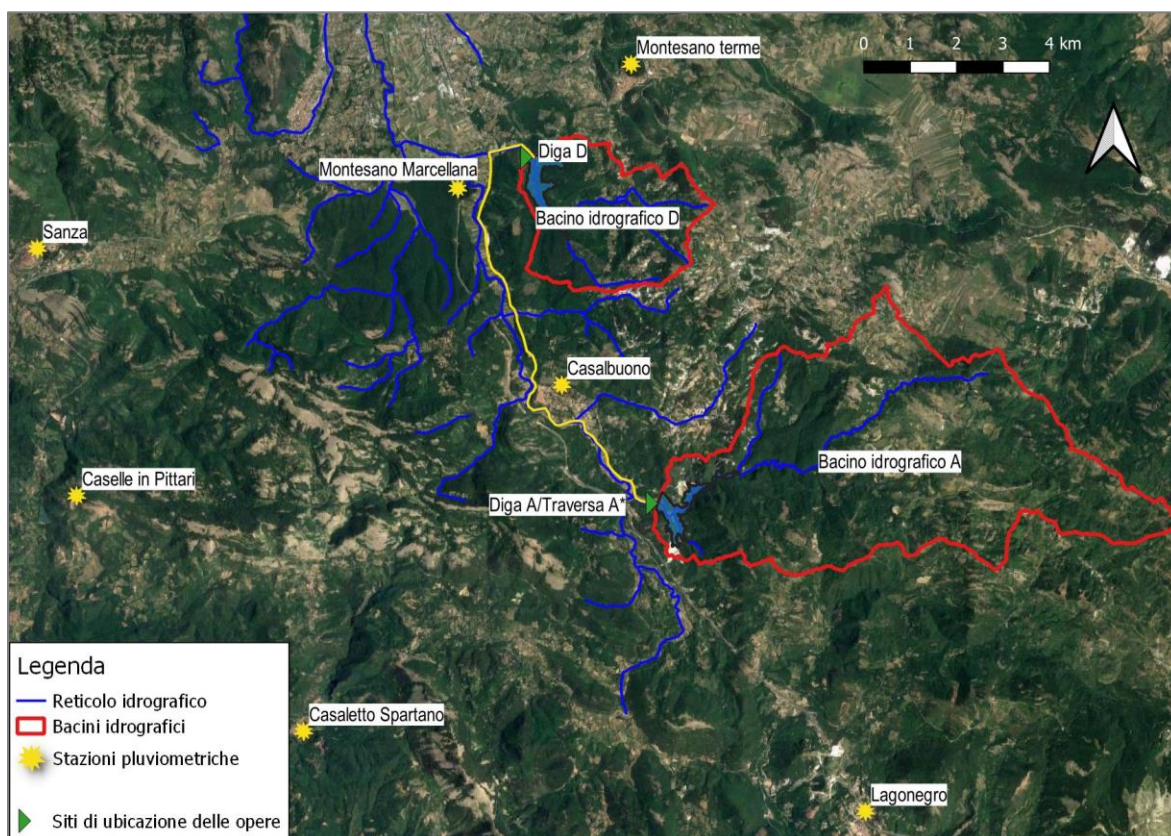 Montesano terme
0 1 2 3 4 km
Diga D
Montesano Marcellana
Bacino idrografico D
Sanza
Casalbuono
Bacino idrografico A
Caselle in Pittari
Diga A/Traversa A*
Casaletto Spartano
Lagonegro
Legenda
Reticolo idrografico
Bacini idrografici
Stazioni pluviometriche
Siti di ubicazione delle opere